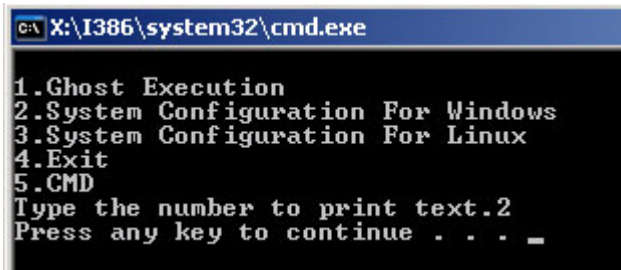 X:\I386\system32\cmd.exe
1.Ghost Execution
2.System Configuration For Windows
3.System Configuration For Linux
4.Exit
5.CMD
Type the number to print text.2
Press any key to continue . . . _